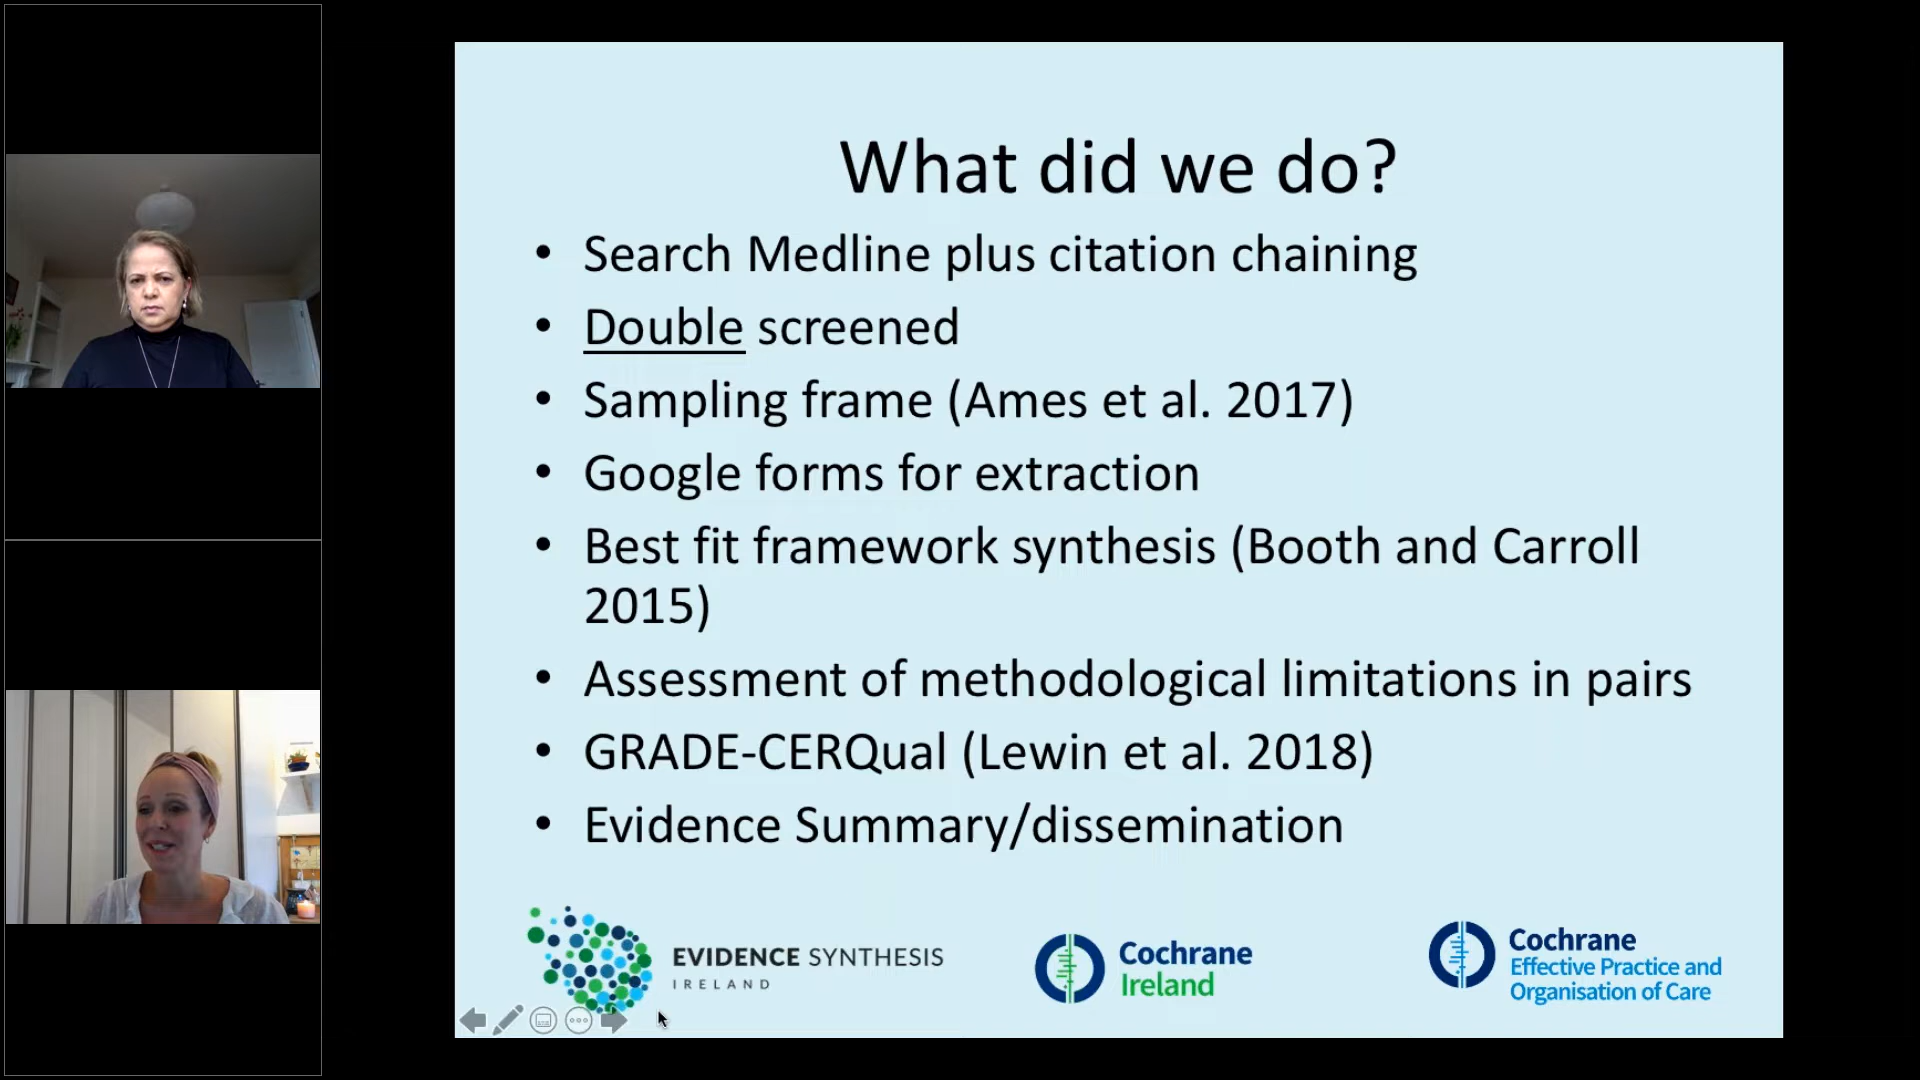 What did we do?
• Search Medline plus citation chaining
• Double screened
• Sampling frame (Ames et al. 2017)
• Google forms for extraction
• Best fit framework synthesis (Booth and Carroll
2015)
• Assessment of methodological limitations in pairs
• GRADE-CERQual (Lewin et al. 2018)
• Evidence Summary/dissemination
EVIDENCE SYNTHESIS
IRELAND
Cochrane
Ireland
Cochrane
Effective Practice and
Organisation of Care